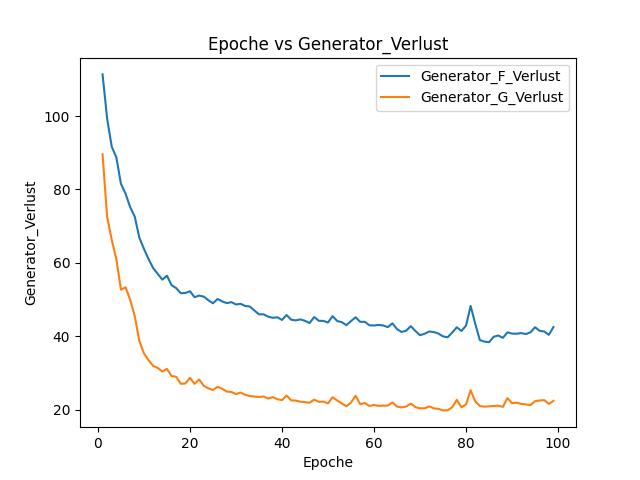 Epoche vs Generator_Verlust
Generator_F_Verlust
Generator_G_Verlust
Generator_Verlust
100
80
60
40
20
0 20 40 60 80 100
Epoche